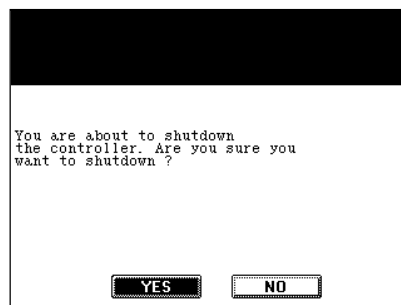 You are about to shutdown
the controller. Are you sure you
want to shutdown ?
YES NO